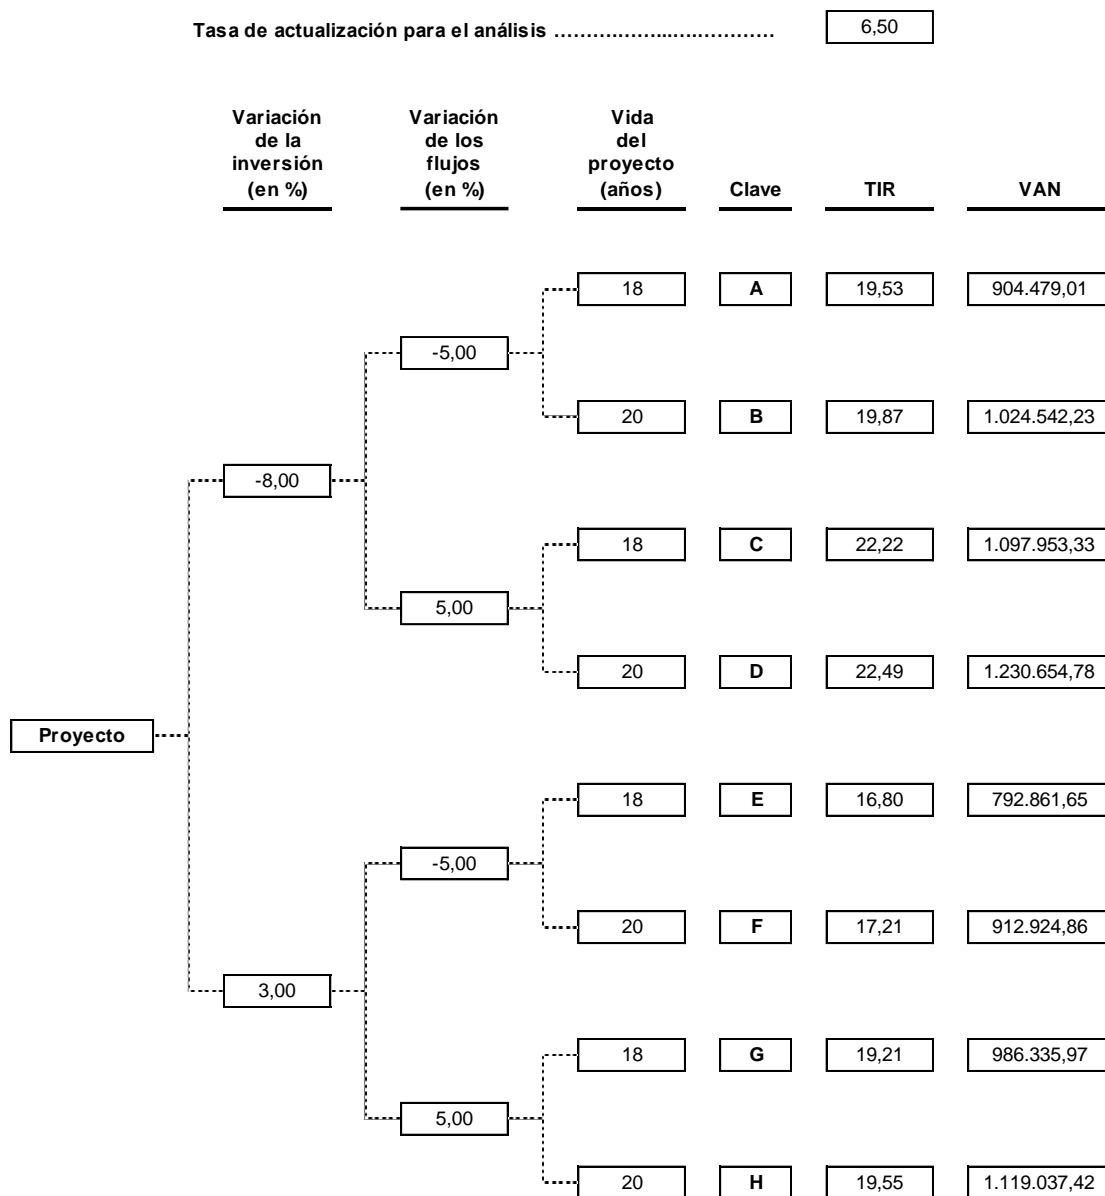 Tasa de actualización para el análisis ……….……...….………… 6,50
Variación Variación Vida
de la de los del
inversión flujos proyecto
(en %) (en %) (años) Clave TIR VAN
18 A 19,53 904.479,01
-5,00
20 B 19,87 1.024.542,23
-8,00
18 C 22,22 1.097.953,33
5,00
20 D 22,49 1.230.654,78
Proyecto
18 E 16,80 792.861,65
-5,00
20 F 17,21 912.924,86
3,00
18 G 19,21 986.335,97
5,00
20 H 19,55 1.119.037,42